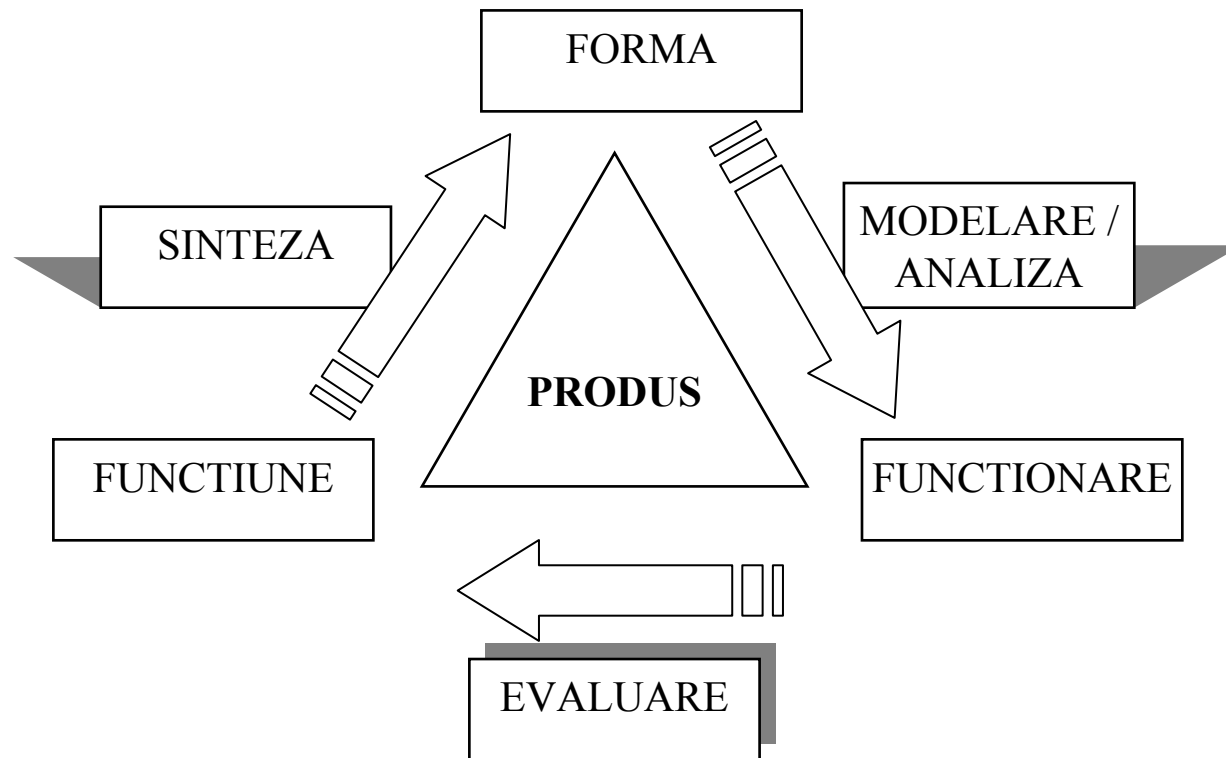 FORMA
SINTEZA
MODELARE /
ANALIZA
PRODUS
FUNCTIUNE
FUNCTIONARE
EVALUARE